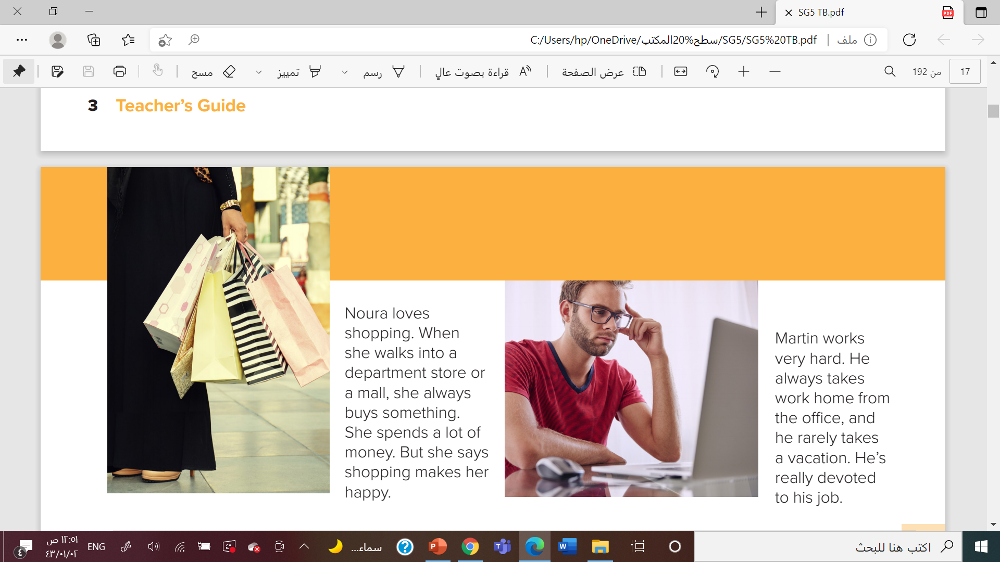 SG5 TB.pdf
C:/Users/hp/OneDrive/سطح%20المكتب/SG5/SG5%20TB.pdf
ملف
مسح
تمييز
رسم
قراءة بصوت عالٍ
عرض الصفحة
من 192
17
3 Teacher's Guide
Noura loves
shopping. When
she walks into a
department store or
a mall, she always
buys something.
She spends a lot of
money. But she says
shopping makes her
happy.
Martin works
very hard. He
always takes
work home from
the office, and
he rarely takes
a vacation. He's
really devoted
to his job.
١٢:٥١ ص
٤٣/٠١/٠٢
٤
ENG
سماء...
اكتب هنا للبحث